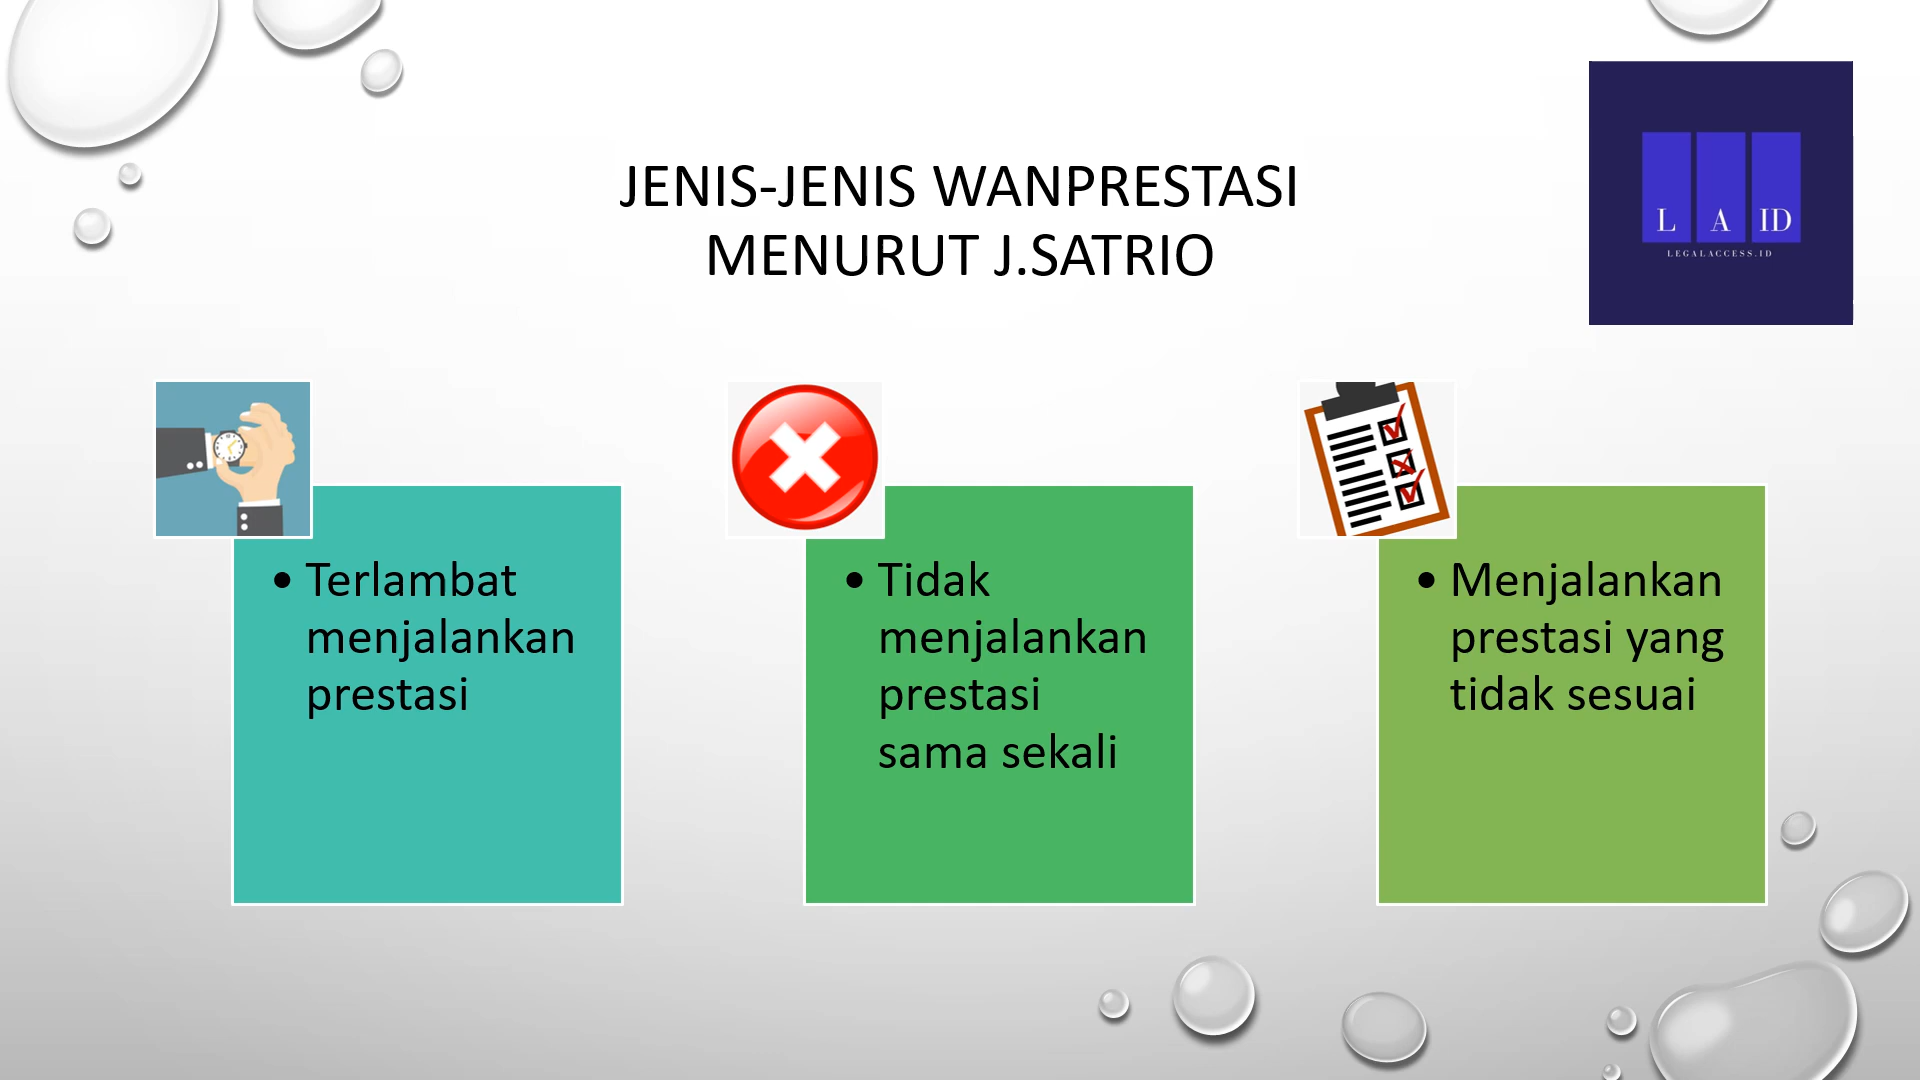 JENIS-JENIS WANPRESTASI
MENURUT J.SATRIO
L A ID
LEGALACCESS.ID
• Terlambat
menjalankan
prestasi
• Tidak
menjalankan
prestasi
sama sekali
• Menjalankan
prestasi yang
tidak sesuai